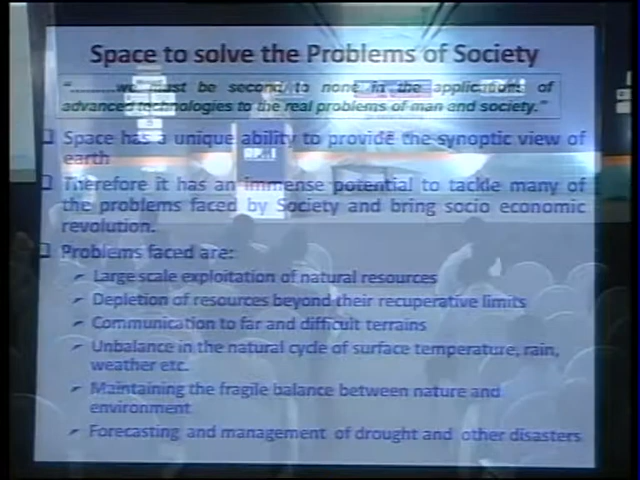 Space to solve the Problems of Society
"..........we must be second to none in the applications of
advanced technologies to the real problems of man and society."
Space has a unique ability to provide the synoptic view of
earth
Therefore it has an immense potential to tackle many of
the problems faced by Society and bring socio economic
revolution.
Problems faced are:
Large scale exploitation of natural resources
Depletion of resources beyond their recuperative limits
Communication to far and difficult terrains
Unbalance in the natural cycle of surface temperature, rain,
weather etc.
Maintaining the fragile balance between nature and
environment
Forecasting and management of drought and other disasters